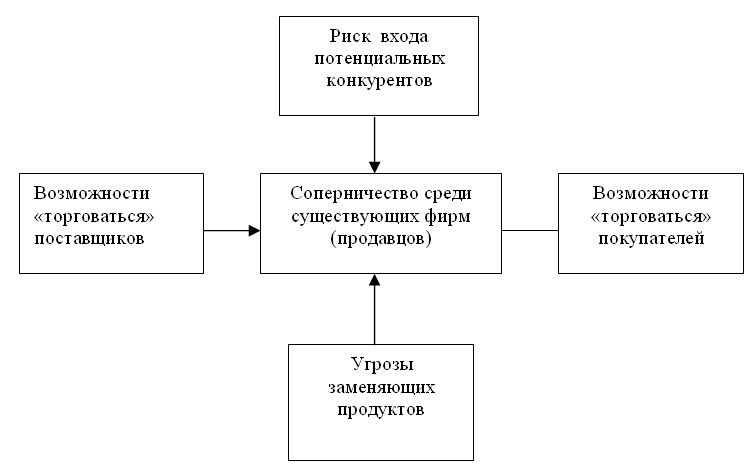 Риск входа
потенциальных
конкурентов
Возможности
«торговаться»
поставщиков
Соперничество среди
существующих фирм
(продавцов)
Возможности
«торговаться»
покупателей
Угрозы
заменяющих
продуктов